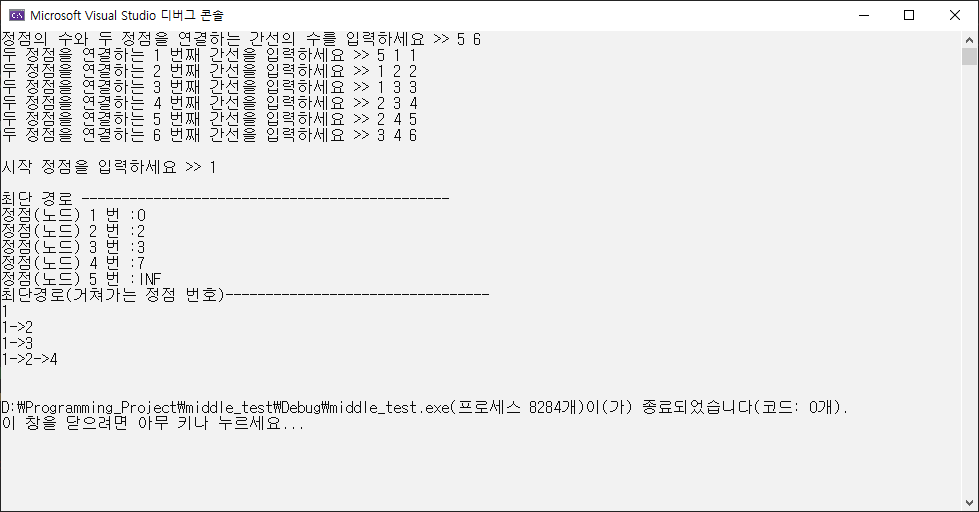 Microsoft Visual Studio 디버그 콘솔
정점의 수와 두 정점을 연결하는 간선의 수를 입력하세요 >> 5 6
두 정점을 연결하는 1 번째 간선을 입력하세요 >> 5 1 1
두 정점을 연결하는 2 번째 간선을 입력하세요 >> 1 2 2
두 정점을 연결하는 3 번째 간선을 입력하세요 >> 1 3 3
두 정점을 연결하는 4 번째 간선을 입력하세요 >> 2 3 4
두 정점을 연결하는 5 번째 간선을 입력하세요 >> 2 4 5
두 정점을 연결하는 6 번째 간선을 입력하세요 >> 3 4 6
시작 정점을 입력하세요 >> 1
최단 경로 ----------------------------------------------
정점(노드) 1 번 :0
정점(노드) 2 번 :2
정점(노드) 3 번 :3
정점(노드) 4 번 :7
정점(노드) 5 번 :INF
최단경로(거쳐가는 정점 번호)---------------------------------
1
1->2
1->3
1->2->4
D:\Programming_Project\middle_test\Debug\middle_test.exe(프로세스 8284개)이(가) 종료되었습니다(코드: 0개).
이 창을 닫으려면 아무 키나 누르세요...